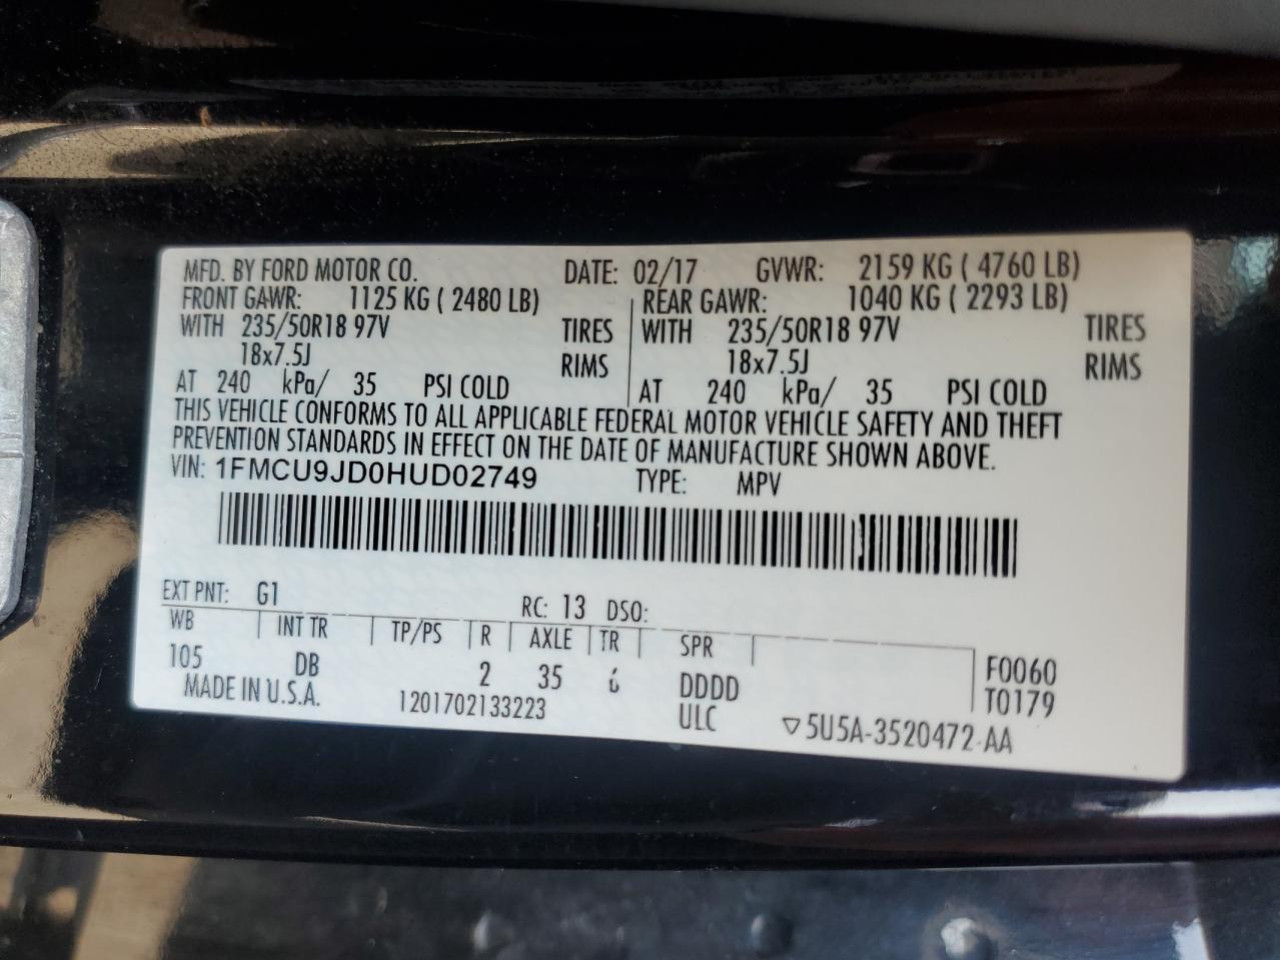 MFD. BY FORD MOTOR CO. DATE: 02/17 GVWR: 2159 KG ( 4760 LB)
FRONT GAWR: 1125 KG ( 2480 LB) REAR GAWR: 1040 KG ( 2293 LB)
WITH 235/50R18 97V TIRES WITH 235/50R18 97V TIRES
18x7.5J RIMS 18x7.5J RIMS
AT 240 kPa/ 35 PSI COLD AT 240 kPa/ 35 PSI COLD
THIS VEHICLE CONFORMS TO ALL APPLICABLE FEDERAL MOTOR VEHICLE SAFETY AND THEFT
PREVENTION STANDARDS IN EFFECT ON THE DATE OF MANUFACTURE SHOWN ABOVE.
VIN: 1FMCU9JD0HUD02749 TYPE: MPV
EXT PNT: G1 RC: 13 DSO:
WB INT TR TP/PS R AXLE TR SPR
105 DB 2 35 6 DDDD F0060
MADE IN U.S.A. 1201702133223 ULC T0179
▽5U5A-3520472-AA